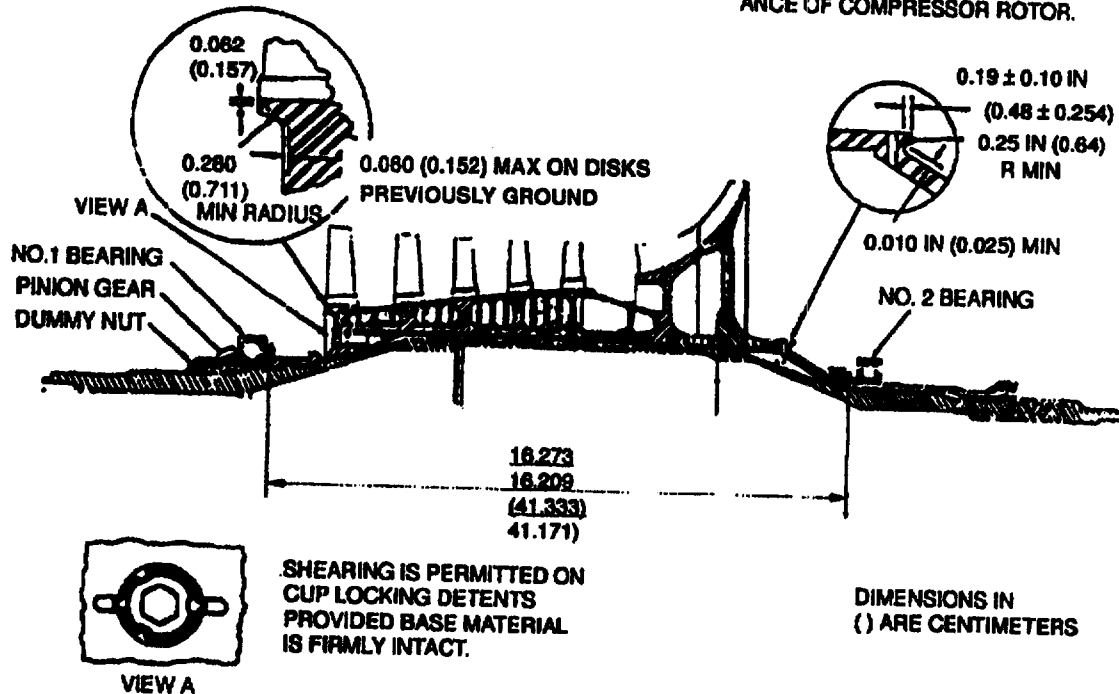 ANCE OF COMPRESSOR ROTOR.
0.062
(0.157)
0.280
(0.711)
MIN RADIUS
0.060 (0.152) MAX ON DISKS
PREVIOUSLY GROUND
0.19 ± 0.10 IN
(0.48 ± 0.254)
0.25 IN (0.64)
R MIN
0.010 IN (0.025) MIN
VIEW A
NO.1 BEARING
PINION GEAR
DUMMY NUT
NO. 2 BEARING
16.273
16.209
(41.333)
41.171)
SHEARING IS PERMITTED ON
CUP LOCKING DETENTS
PROVIDED BASE MATERIAL
IS FIRMLY INTACT.
DIMENSIONS IN
( ) ARE CENTIMETERS
VIEW A